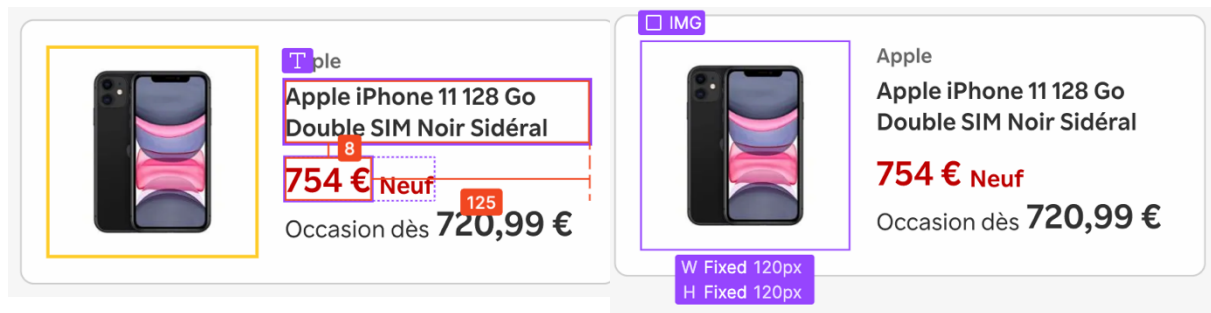 T
ple
Apple iPhone 11 128 Go
Double SIM Noir Sidéral
8
754 € Neuf
125
Occasion dès 720,99 €
IMG
Apple
Apple iPhone 11 128 Go
Double SIM Noir Sidéral
754 € Neuf
Occasion dès 720,99 €
W Fixed 120px
H Fixed 120px